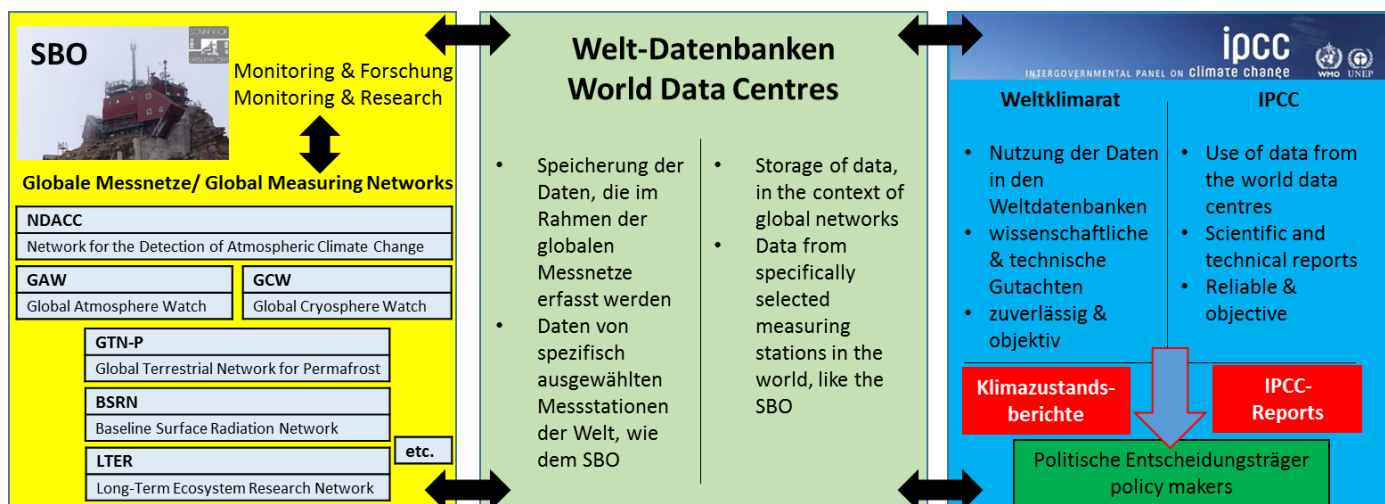 SBO
SONNBLICK
OBSERVATORY
Monitoring & Forschung
Monitoring & Research
Globale Messnetze/ Global Measuring Networks
NDACC
Network for the Detection of Atmospheric Climate Change
GAW
Global Atmosphere Watch
GCW
Global Cryosphere Watch
GTN-P
Global Terrestrial Network for Permafrost
BSRN
Baseline Surface Radiation Network
etc.
LTER
Long-Term Ecosystem Research Network
Welt-Datenbanken
World Data Centres
• Speicherung der
Daten, die im
Rahmen der
globalen
Messnetze
erfasst werden
• Daten von
spezifisch
ausgewählten
Messstationen
der Welt, wie
dem SBO
• Storage of data,
in the context of
global networks
• Data from
specifically
selected
measuring
stations in the
world, like the
SBO
ipcc
INTERGOVERNMENTAL PANEL ON climate change
WMO UNEP
Weltklimarat
• Nutzung der Daten
in den
Weltdatenbanken
• wissenschaftliche
& technische
Gutachten
• zuverlässig &
objektiv
IPCC
• Use of data from
the world data
centres
• Scientific and
technical reports
• Reliable &
objective
Klimazustands-
berichte
IPCC-
Reports
Politische Entscheidungsträger
policy makers